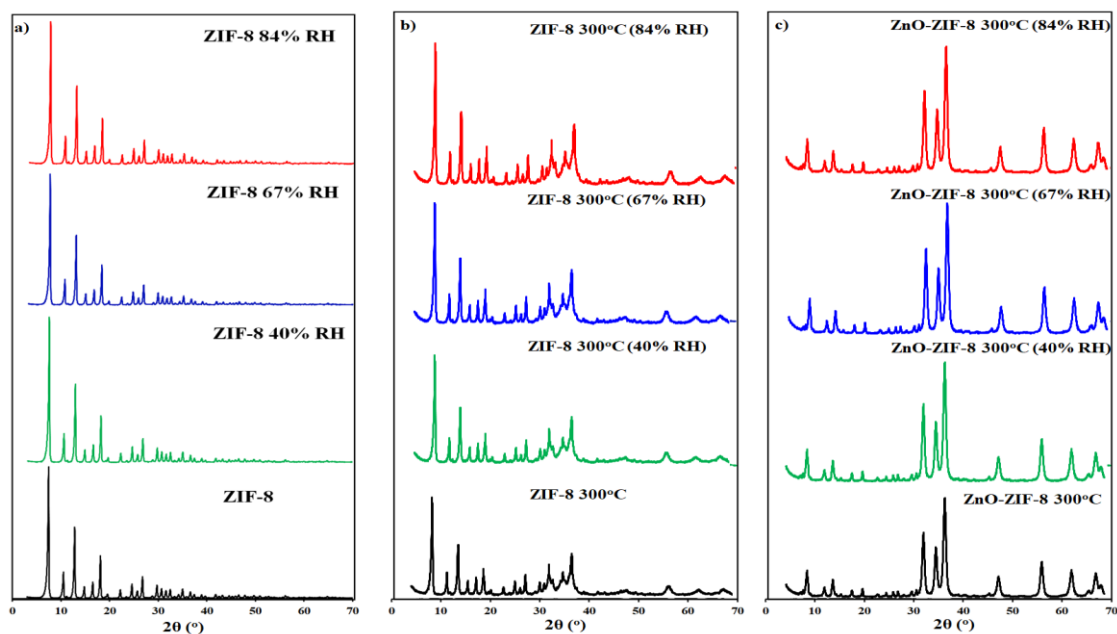 a)
ZIF-8 84% RH
ZIF-8 67% RH
ZIF-8 40% RH
ZIF-8
0 10 20 30 40 50 60 70
2θ (°)
b)
ZIF-8 300°C (84% RH)
ZIF-8 300°C (67% RH)
ZIF-8 300°C (40% RH)
ZIF-8 300°C
0 10 20 30 40 50 60 70
2θ (°)
c)
ZnO-ZIF-8 300°C (84% RH)
ZnO-ZIF-8 300°C (67% RH)
ZnO-ZIF-8 300°C (40% RH)
ZnO-ZIF-8 300°C
0 10 20 30 40 50 60 70
2θ (°)